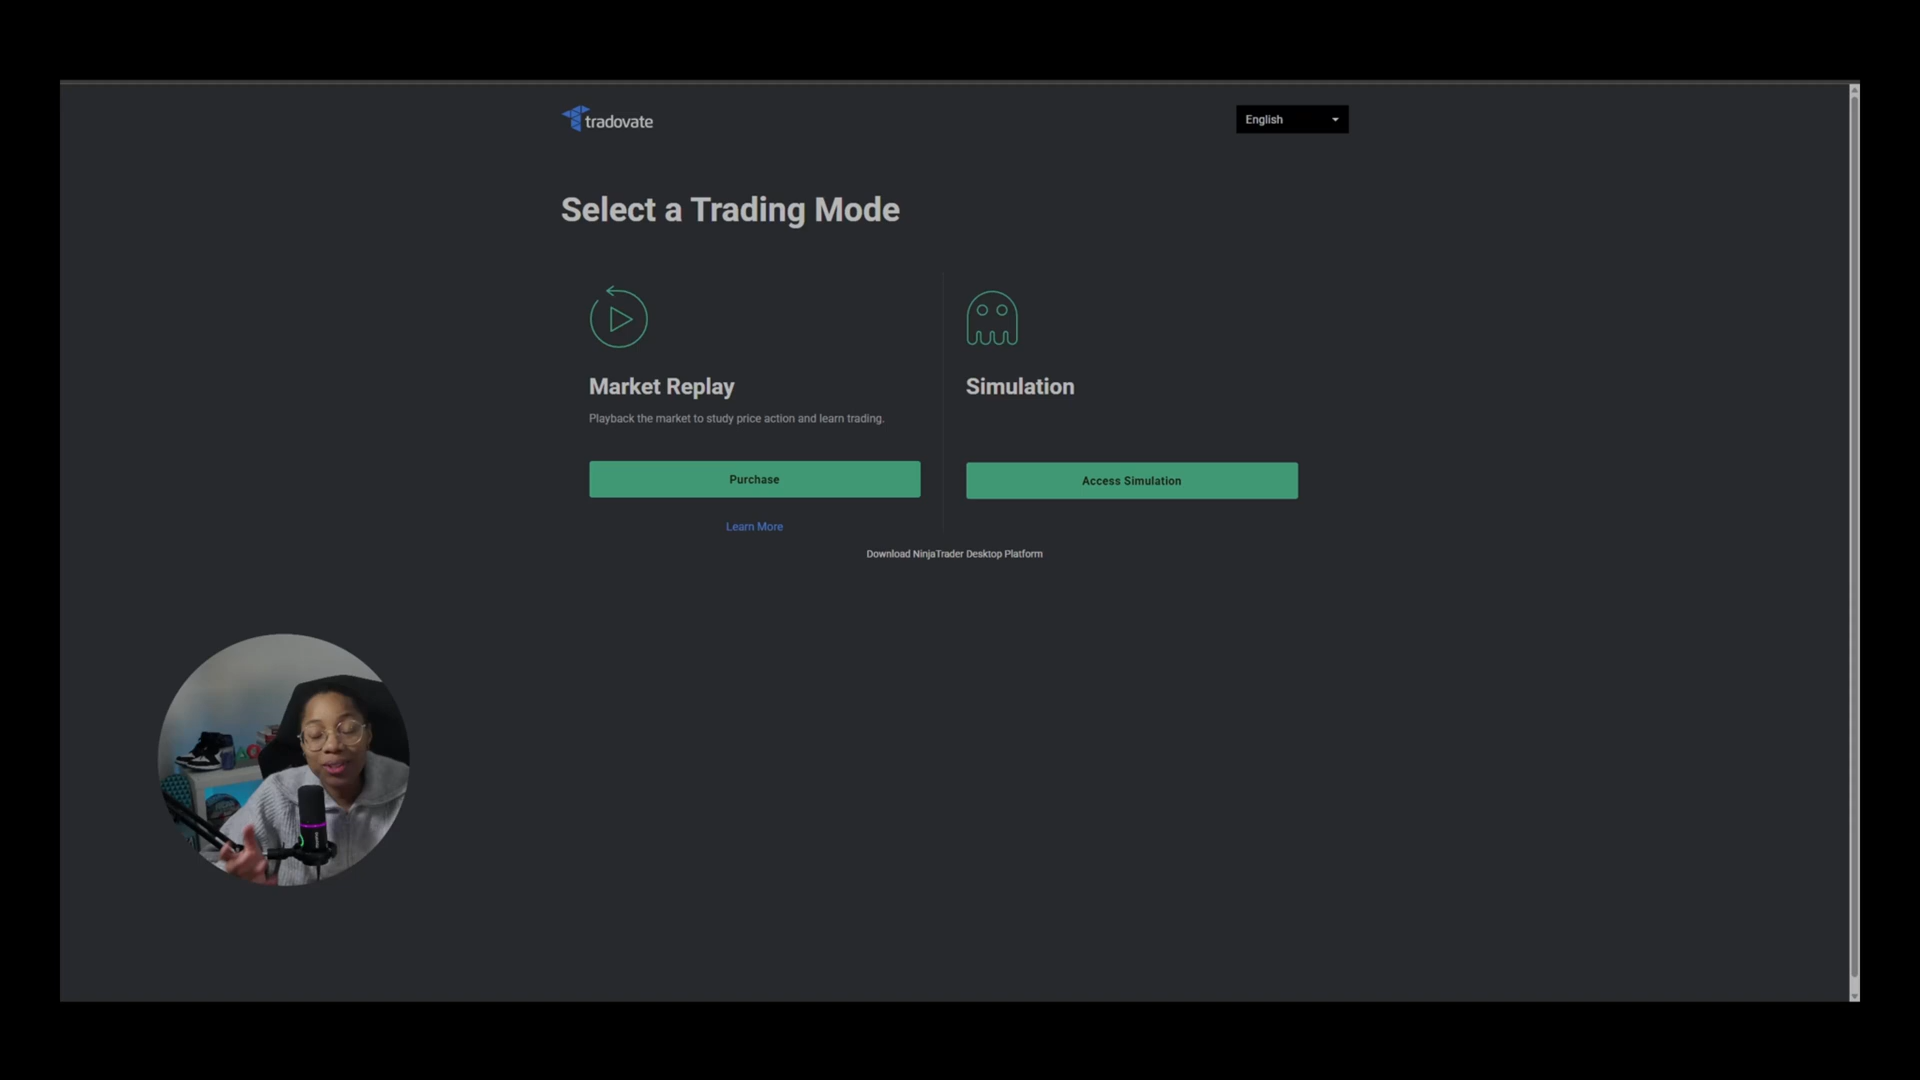 tradovate
English
Select a Trading Mode
Market Replay
Playback the market to study price action and learn trading.
Purchase
Learn More
Simulation
Access Simulation
Download NinjaTrader Desktop Platform